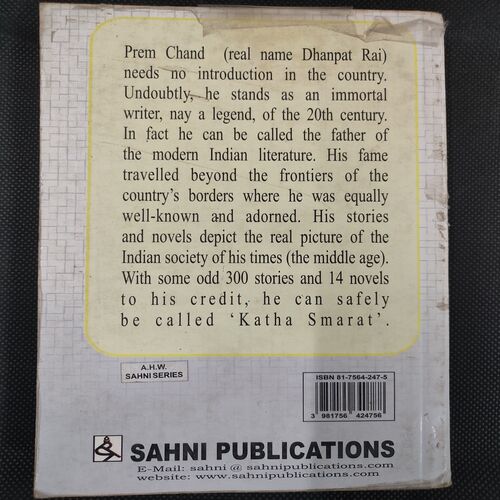 Prem Chand (real name Dhanpat Rai)
needs no introduction in the country.
Undoubtly, he stands as an immortal
writer, nay a legend, of the 20th century.
In fact he can be called the father of
the modern Indian literature. His fame
travelled beyond the frontiers of the
country's borders where he was equally
well-known and adorned. His stories
and novels depict the real picture of the
Indian society of his times (the middle age).
With some odd 300 stories and 14 novels
to his credit, he can safely
be called 'Katha Smarat'.
A.H.W.
SAHNI SERIES
ISBN 81-7564-247-5
3 981756 424756
SAHNI PUBLICATIONS
E-Mail: sahni @ sahnipublications.com
website: www.sahnipublications.com